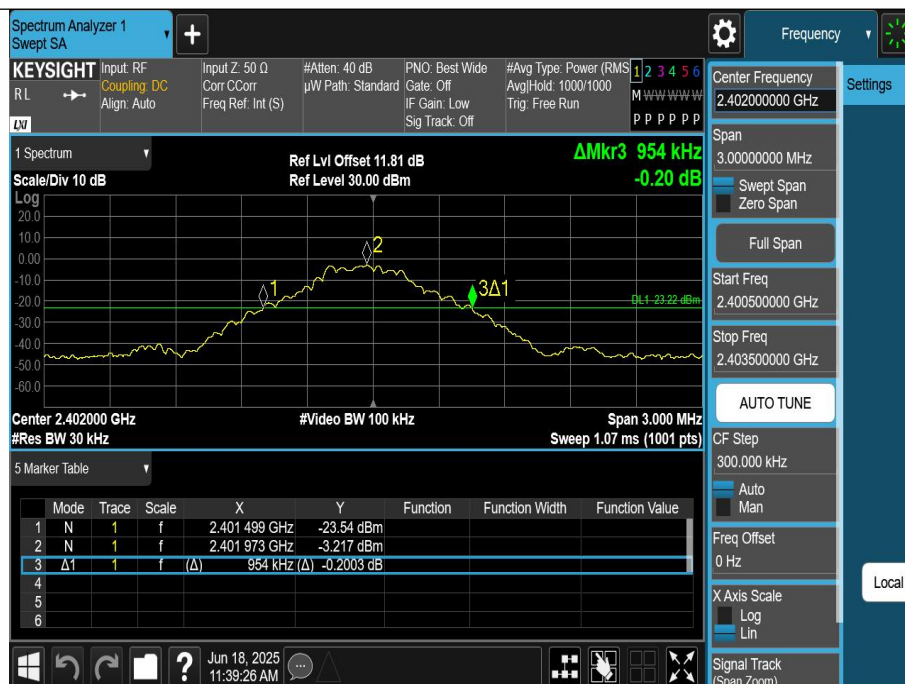 Spectrum Analyzer 1
Swept SA
+
Frequency
KEYSIGHT
RL
LXI
Input: RF
Coupling: DC
Align: Auto
Input Z: 50 Ω
Corr CCorr
Freq Ref: Int (S)
#Atten: 40 dB
µW Path: Standard
PNO: Best Wide
Gate: Off
IF Gain: Low
Sig Track: Off
#Avg Type: Power (RMS
Avg|Hold: 1000/1000
Trig: Free Run
1 2 3 4 5 6
M W W W W W
P P P P P P
1 Spectrum
Scale/Div 10 dB
Ref Lvl Offset 11.81 dB
Ref Level 30.00 dBm
ΔMkr3 954 kHz
-0.20 dB
Log
20.0
10.0
0.00
-10.0
-20.0
-30.0
-40.0
-50.0
-60.0
1
2
3Δ1
DL1 -23.22 dBm
Center 2.402000 GHz
#Res BW 30 kHz
#Video BW 100 kHz
Span 3.000 MHz
Sweep 1.07 ms (1001 pts)
5 Marker Table
Mode Trace Scale X Y Function Function Width Function Value
1 N 1 f 2.401 499 GHz -23.54 dBm
2 N 1 f 2.401 973 GHz -3.217 dBm
3 Δ1 1 f (Δ) 954 kHz (Δ) -0.2003 dB
4
5
6
?
Jun 18, 2025
11:39:26 AM
Center Frequency
2.402000000 GHz
Settings
Span
3.00000000 MHz
Swept Span
Zero Span
Full Span
Start Freq
2.400500000 GHz
Stop Freq
2.403500000 GHz
AUTO TUNE
CF Step
300.000 kHz
Auto
Man
Freq Offset
0 Hz
Local
X Axis Scale
Log
Lin
Signal Track
(Span Zoom)